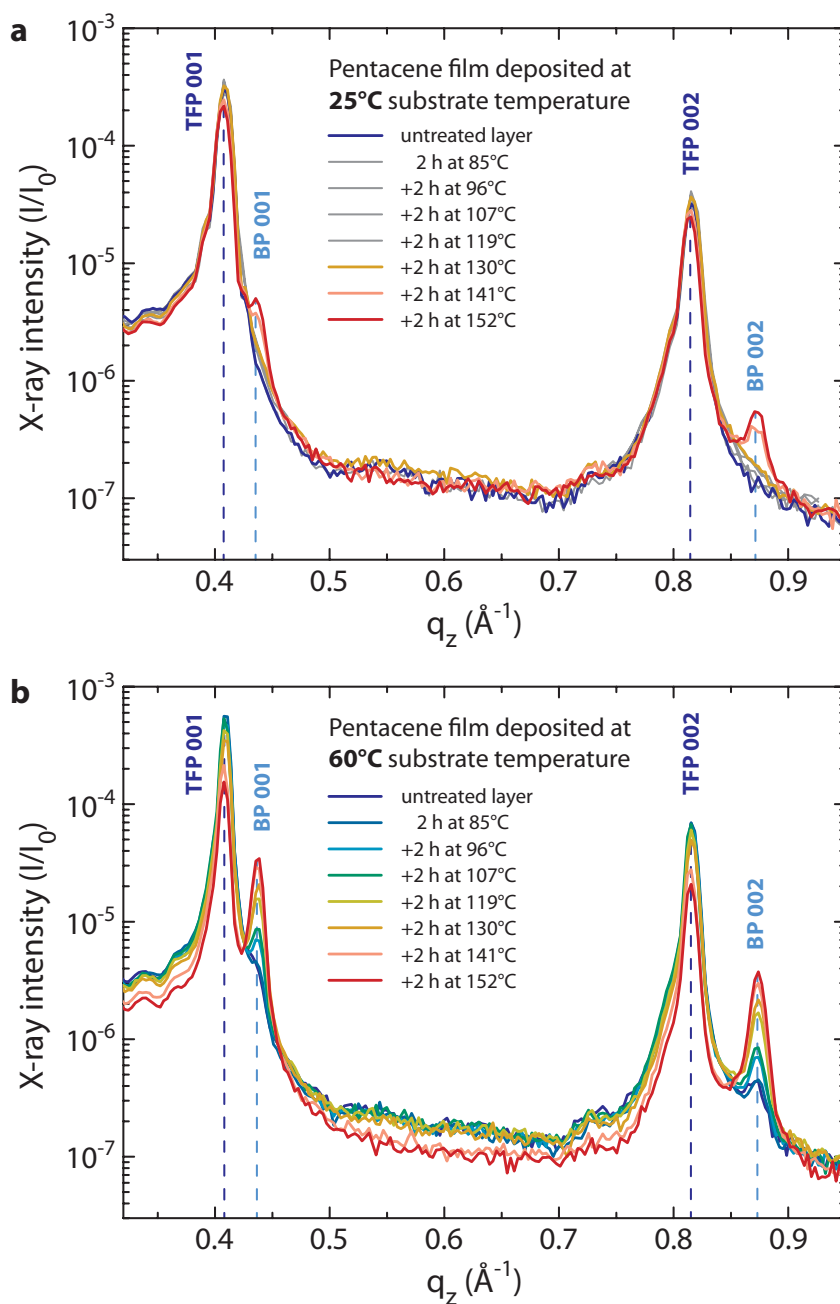 a
10⁻³
10⁻⁴
10⁻⁵
10⁻⁶
10⁻⁷
X-ray intensity (I/I₀)
TFP 001
BP 001
Pentacene film deposited at
25°C substrate temperature
untreated layer
2 h at 85°C
+2 h at 96°C
+2 h at 107°C
+2 h at 119°C
+2 h at 130°C
+2 h at 141°C
+2 h at 152°C
TFP 002
BP 002
0.4 0.5 0.6 0.7 0.8 0.9
q_z (Å⁻¹)
b
10⁻³
10⁻⁴
10⁻⁵
10⁻⁶
10⁻⁷
X-ray intensity (I/I₀)
TFP 001
BP 001
Pentacene film deposited at
60°C substrate temperature
untreated layer
2 h at 85°C
+2 h at 96°C
+2 h at 107°C
+2 h at 119°C
+2 h at 130°C
+2 h at 141°C
+2 h at 152°C
TFP 002
BP 002
0.4 0.5 0.6 0.7 0.8 0.9
q_z (Å⁻¹)